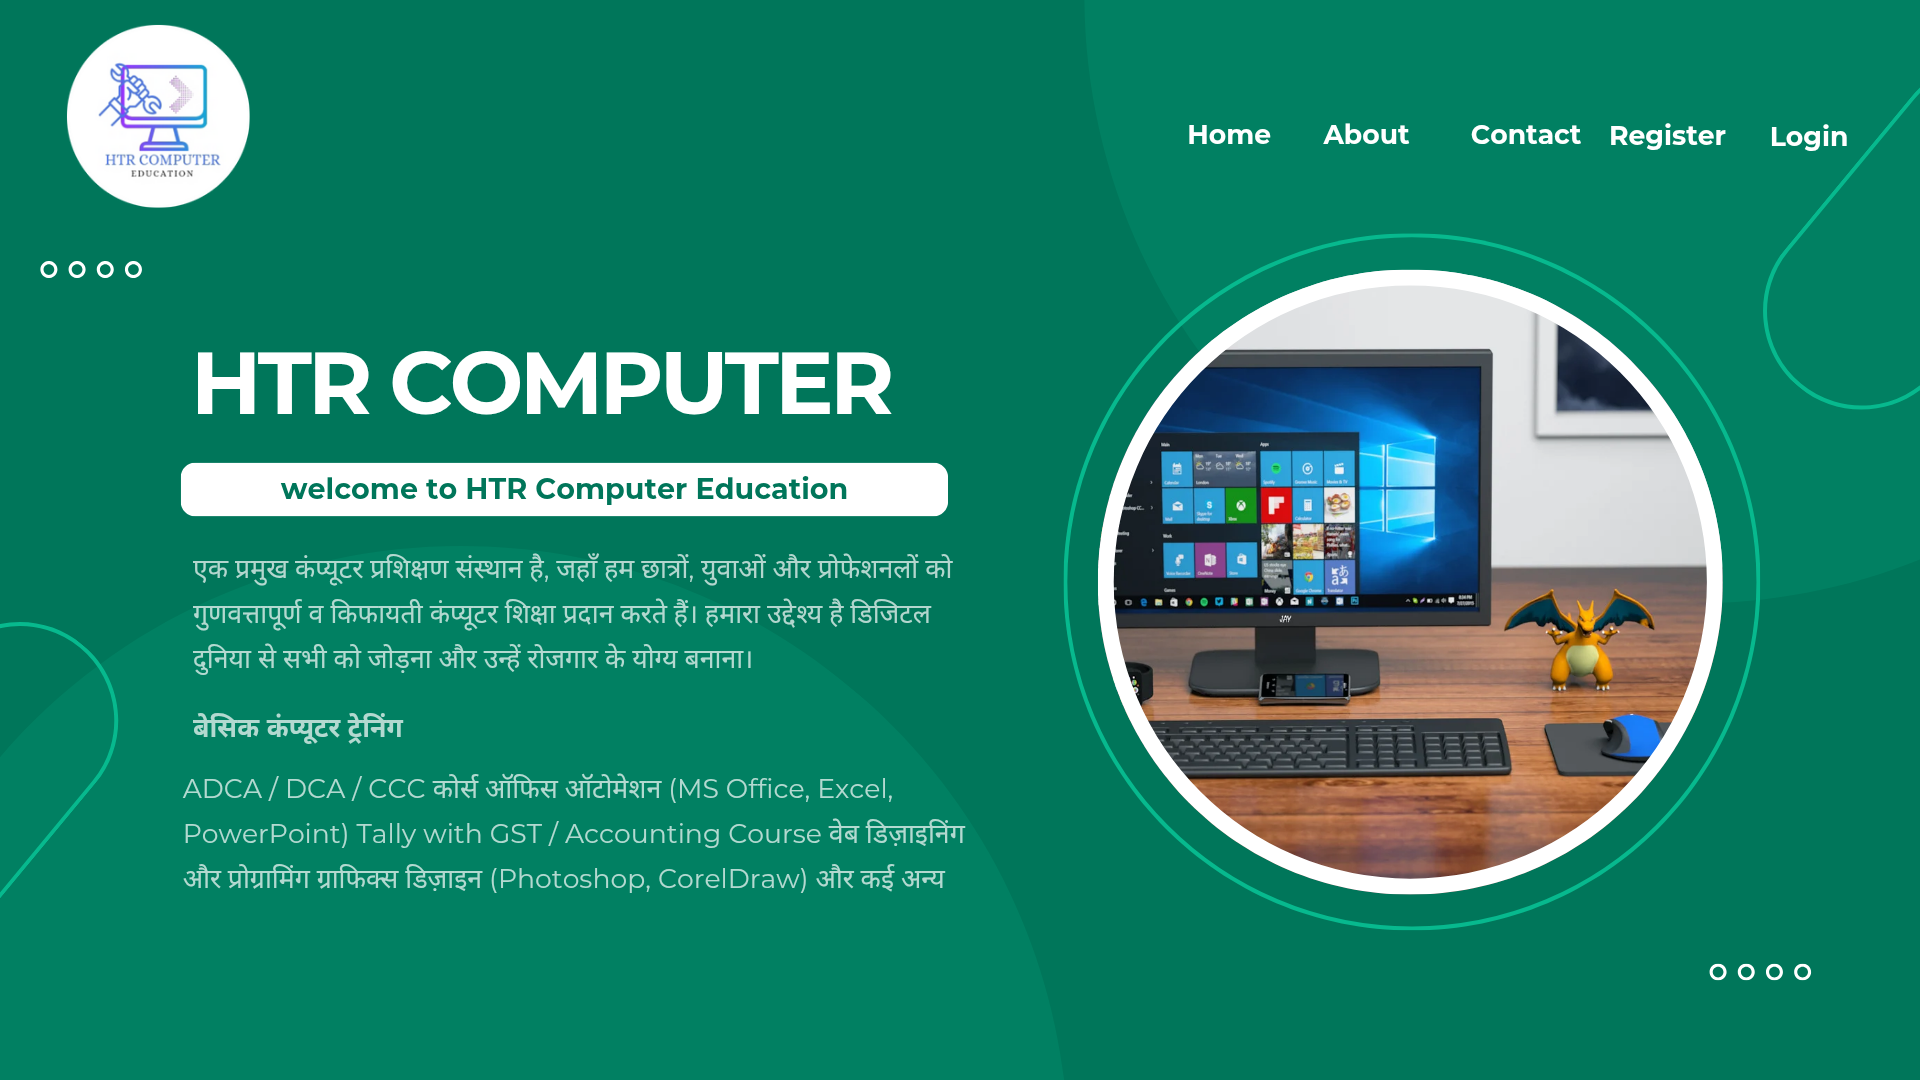 HTR COMPUTER
EDUCATION
Home About Contact Register Login
HTR COMPUTER
welcome to HTR Computer Education
एक प्रमुख कंप्यूटर प्रशिक्षण संस्थान है, जहाँ हम छात्रों, युवाओं और प्रोफेशनलों को
गुणवत्तापूर्ण व किफायती कंप्यूटर शिक्षा प्रदान करते हैं। हमारा उद्देश्य है डिजिटल
दुनिया से सभी को जोड़ना और उन्हें रोजगार के योग्य बनाना।
बेसिक कंप्यूटर ट्रेनिंग
ADCA / DCA / CCC कोर्स ऑफिस ऑटोमेशन (MS Office, Excel,
PowerPoint) Tally with GST / Accounting Course वेब डिज़ाइनिंग
और प्रोग्रामिंग ग्राफिक्स डिज़ाइन (Photoshop, CorelDraw) और कई अन्य